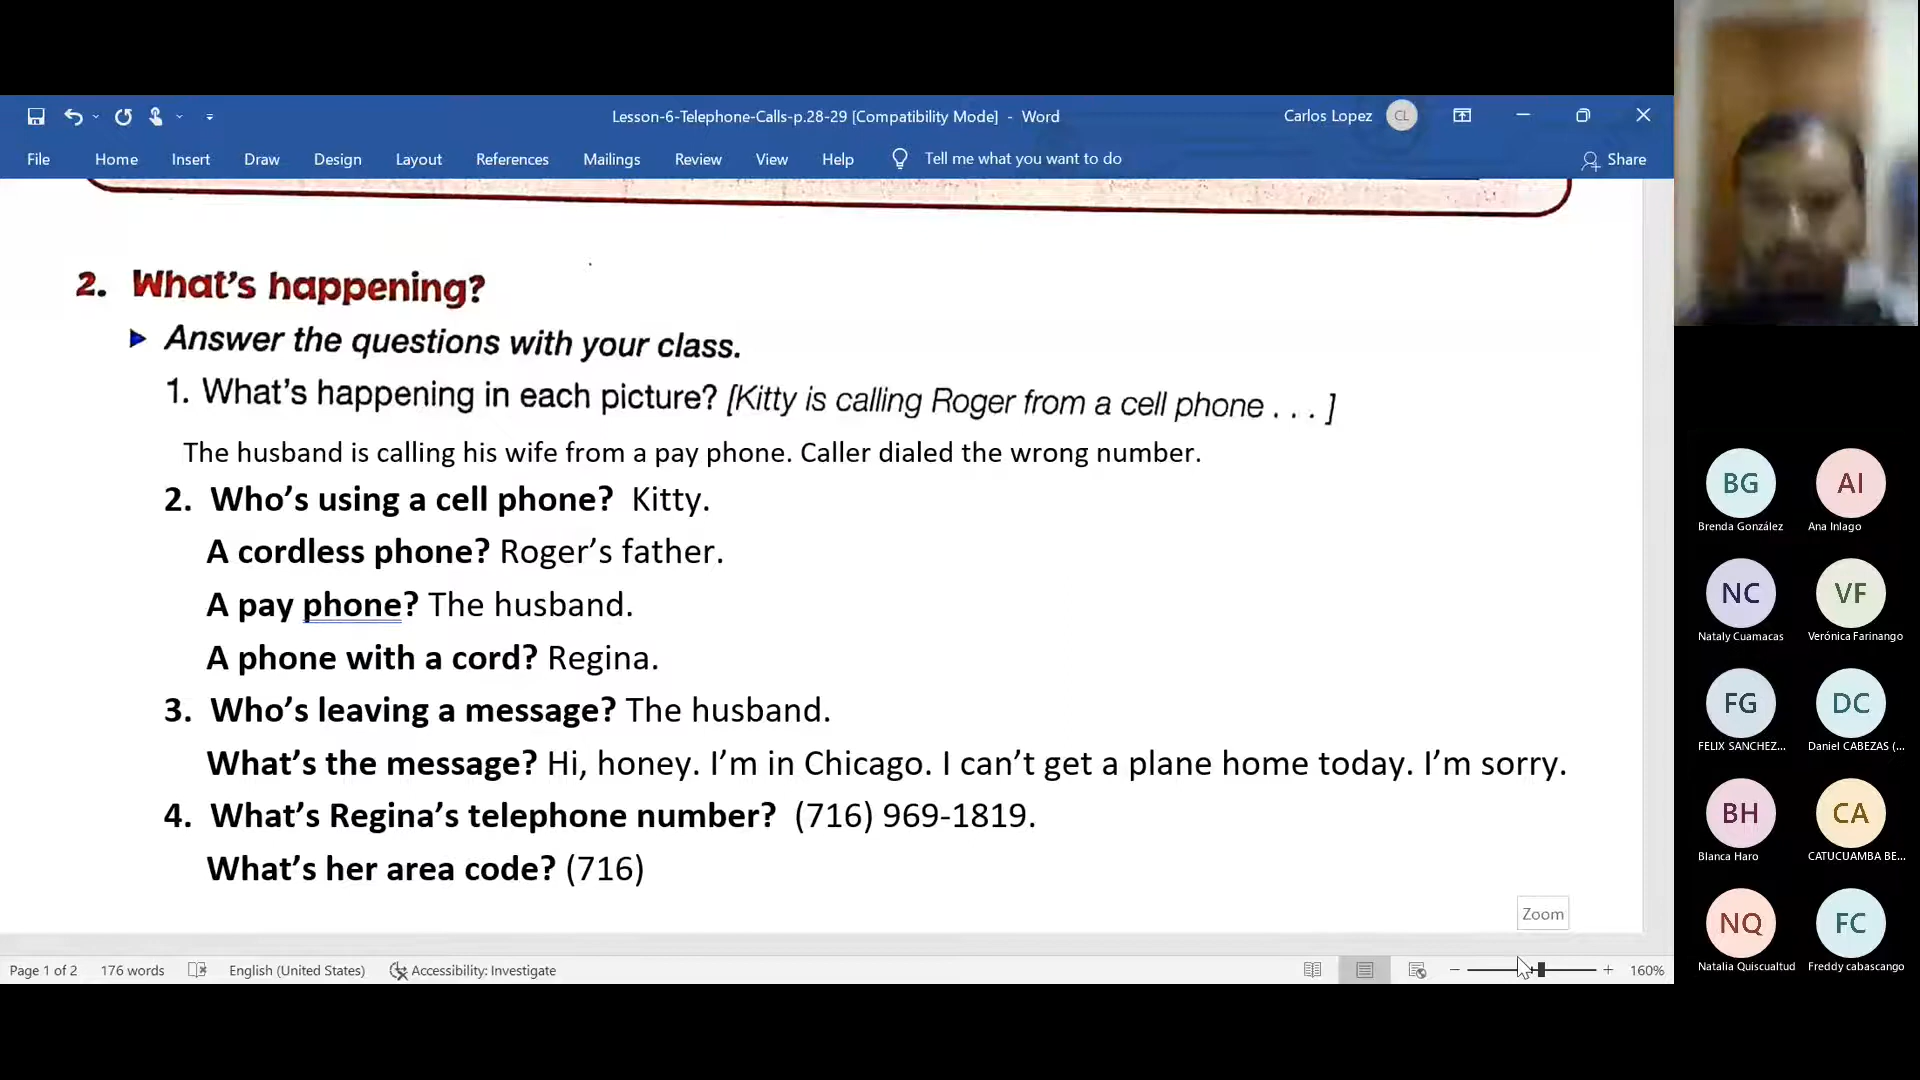 Lesson-6-Telephone-Calls-p.28-29 [Compatibility Mode] - Word
Carlos Lopez CL
File Home Insert Draw Design Layout References Mailings Review View Help Tell me what you want to do Share
2. What's happening?
Answer the questions with your class.
1. What's happening in each picture? [Kitty is calling Roger from a cell phone . . . ]
The husband is calling his wife from a pay phone. Caller dialed the wrong number.
2. Who's using a cell phone? Kitty.
A cordless phone? Roger's father.
A pay phone? The husband.
A phone with a cord? Regina.
3. Who's leaving a message? The husband.
What's the message? Hi, honey. I'm in Chicago. I can't get a plane home today. I'm sorry.
4. What's Regina's telephone number? (716) 969-1819.
What's her area code? (716)
Zoom
Page 1 of 2 176 words English (United States) Accessibility: Investigate 160%
BG AI
Brenda González Ana Inlago
NC VF
Nataly Cuamacas Verónica Farinango
FG DC
FELIX SANCHEZ... Daniel CABEZAS (...
BH CA
Blanca Haro CATUCUAMBA BE...
NQ FC
Natalia Quiscualtud Freddy cabascango